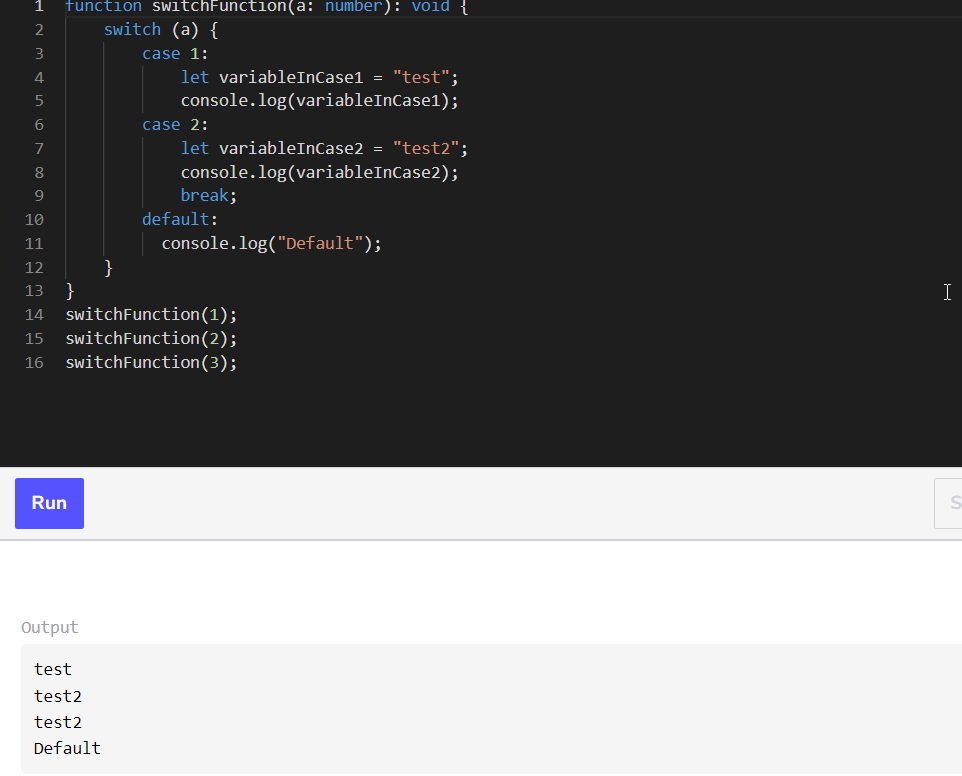 1 function switchFunction(a: number): void {
2 switch (a) {
3 case 1:
4 let variableInCase1 = "test";
5 console.log(variableInCase1);
6 case 2:
7 let variableInCase2 = "test2";
8 console.log(variableInCase2);
9 break;
10 default:
11 console.log("Default");
12 }
13 }
14 switchFunction(1);
15 switchFunction(2);
16 switchFunction(3);
Run
S
Output
test
test2
test2
Default